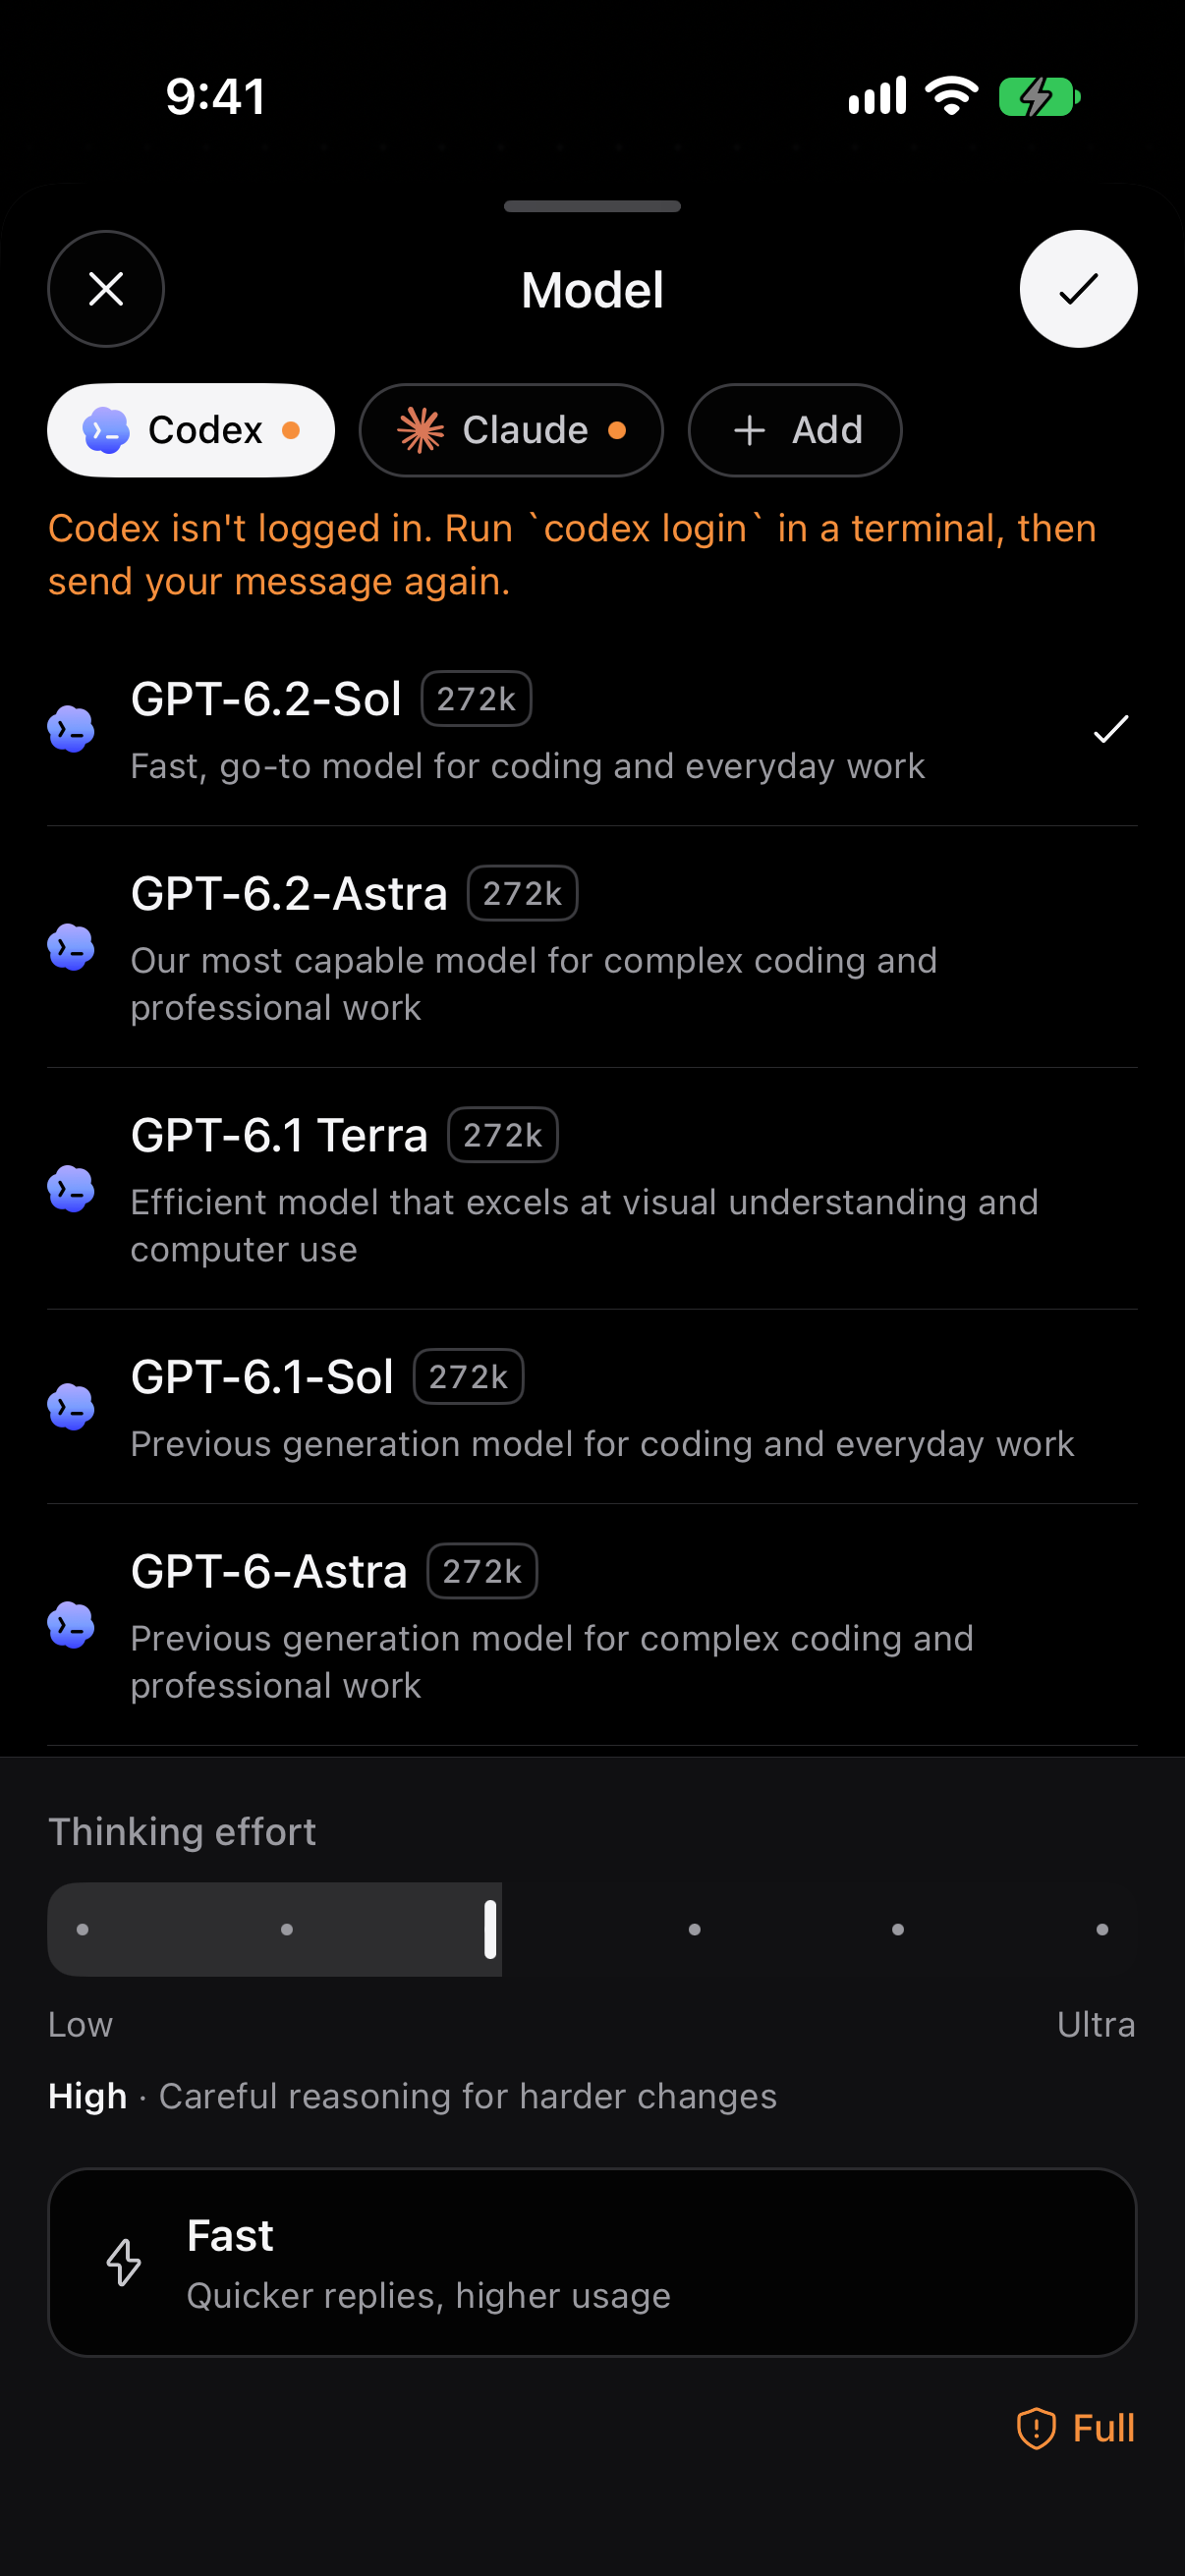 9:41
Model
Codex
Claude
Add
Codex isn't logged in. Run `codex login` in a terminal, then
send your message again.
GPT-6.2-Sol 272k
Fast, go-to model for coding and everyday work
GPT-6.2-Astra 272k
Our most capable model for complex coding and
professional work
GPT-6.1 Terra 272k
Efficient model that excels at visual understanding and
computer use
GPT-6.1-Sol 272k
Previous generation model for coding and everyday work
GPT-6-Astra 272k
Previous generation model for complex coding and
professional work
Thinking effort
Low
Ultra
High · Careful reasoning for harder changes
Fast
Quicker replies, higher usage
Full